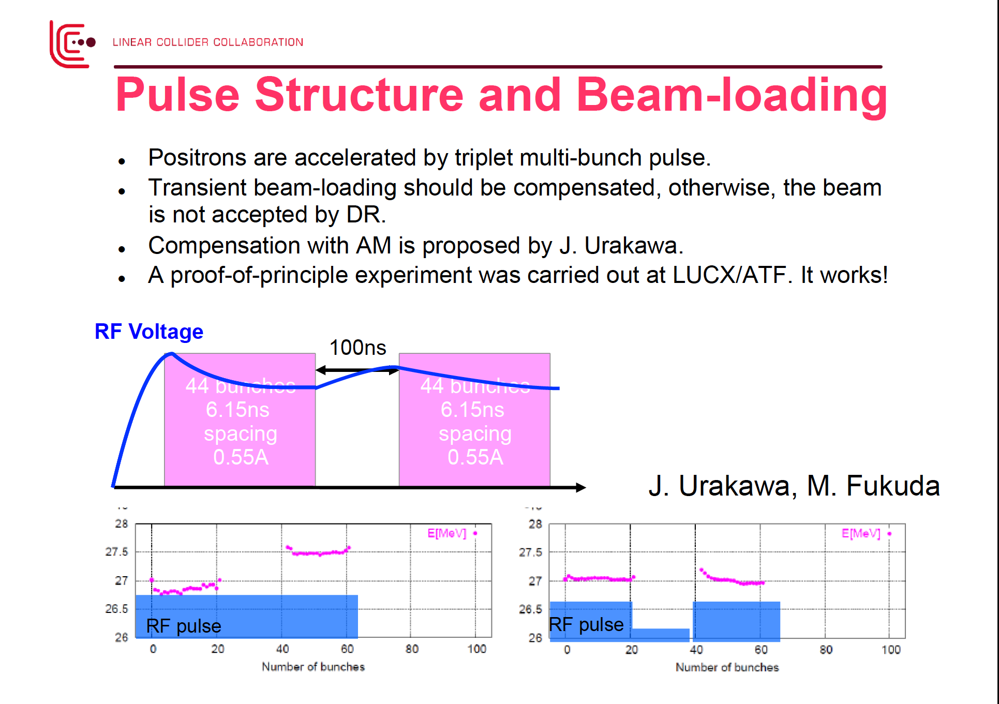 LINEAR COLLIDER COLLABORATION
Pulse Structure and Beam-loading
Positrons are accelerated by triplet multi-bunch pulse.
Transient beam-loading should be compensated, otherwise, the beam
is not accepted by DR.
Compensation with AM is proposed by J. Urakawa.
A proof-of-principle experiment was carried out at LUCX/ATF. It works!
RF Voltage
100ns
44 bunches
6.15ns
spacing
0.55A
44 bunches
6.15ns
spacing
0.55A
J. Urakawa, M. Fukuda
28
27.5
27
26.5
26
E[MeV]
RF pulse
0 20 40 60 80 100
Number of bunches
28
27.5
27
26.5
26
E[MeV]
RF pulse
0 20 40 60 80 100
Number of bunches